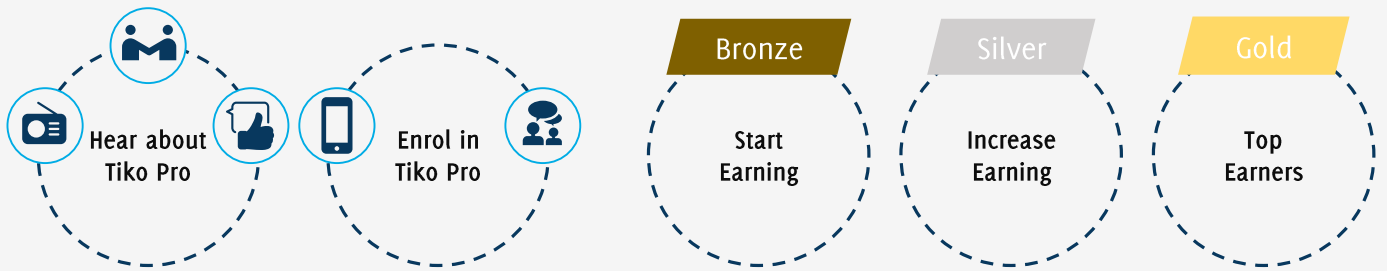 Hear about
Tiko Pro
Enrol in
Tiko Pro
Bronze
Start
Earning
Silver
Increase
Earning
Gold
Top
Earners